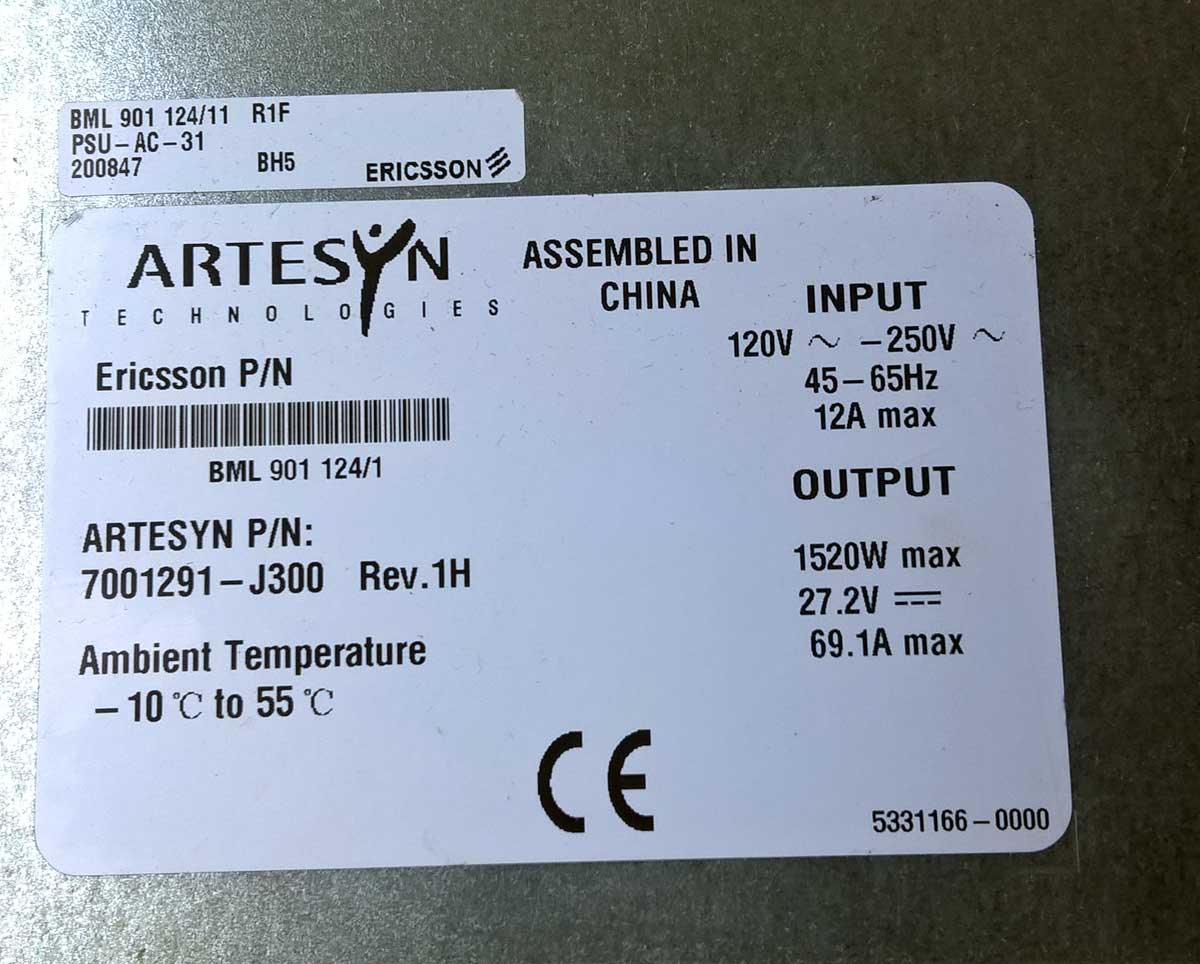 BML 901 124/11 R1F
PSU-AC-31
200847 BH5 ERICSSON
ARTESYN
TECHNOLOGIES
ASSEMBLED IN
CHINA
Ericsson P/N
BML 901 124/1
ARTESYN P/N:
7001291-J300 Rev.1H
Ambient Temperature
-10℃ to 55℃
INPUT
120V ~ -250V ~
45-65Hz
12A max
OUTPUT
1520W max
27.2V ⎓
69.1A max
CE
5331166-0000